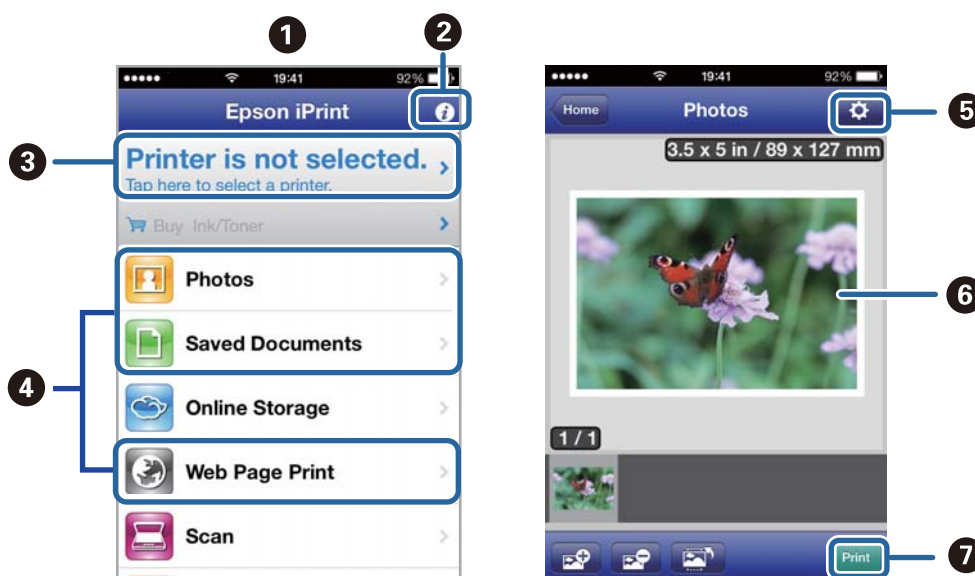 1
2
19:41
92%
Epson iPrint
i
3
Printer is not selected.
Tap here to select a printer.
Buy Ink/Toner
Photos
Saved Documents
4
Online Storage
Web Page Print
Scan
19:41
92%
Home
Photos
5
3.5 x 5 in / 89 x 127 mm
6
1 / 1
Print
7